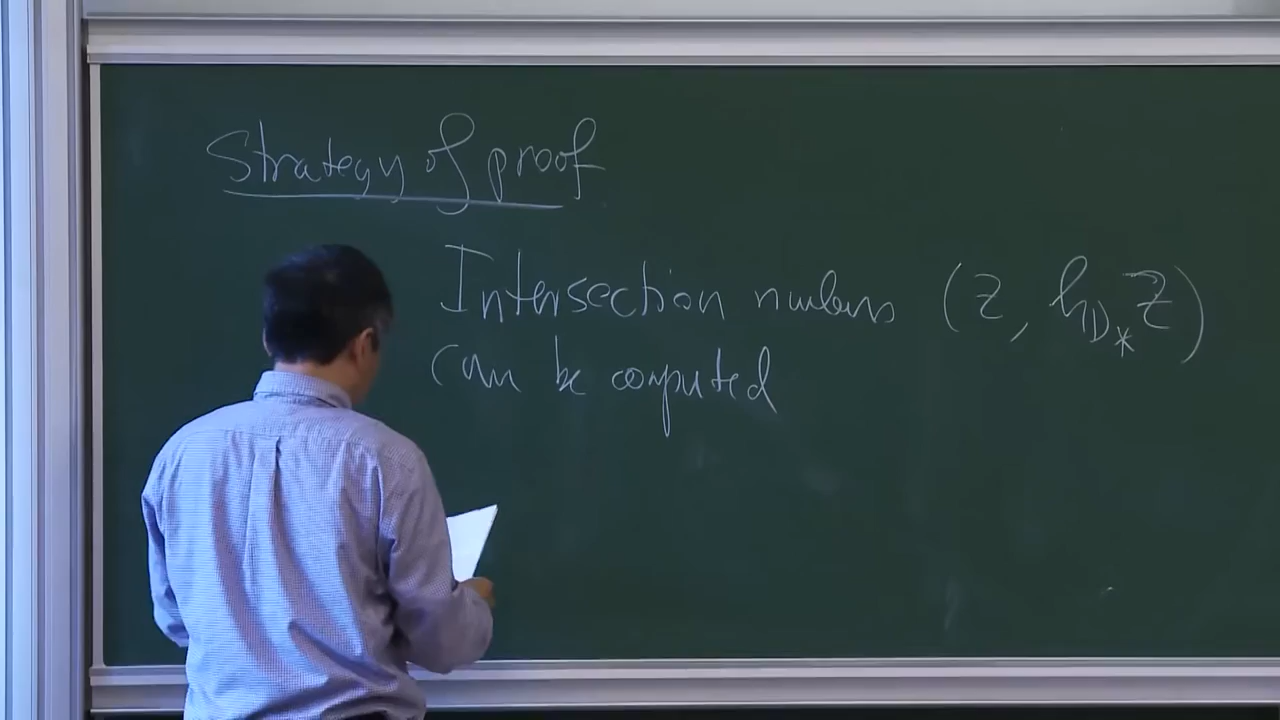 Strategy of proof
Intersection numbers (Z, h_{D*} Z)
can be computed